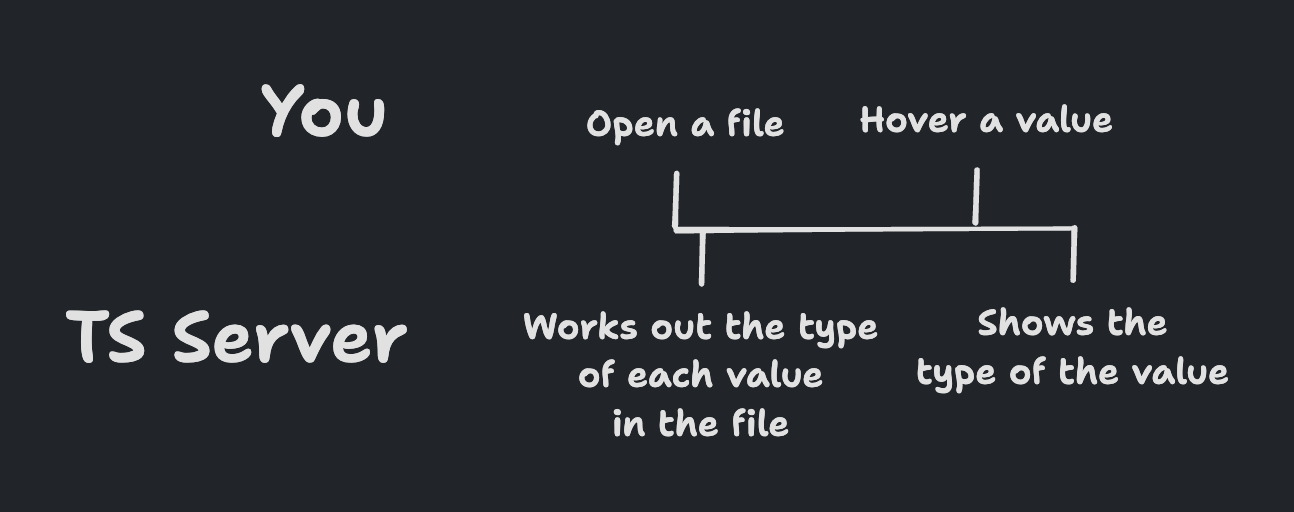 You
Open a file
Hover a value
TS Server
Works out the type
of each value
in the file
Shows the
type of the value